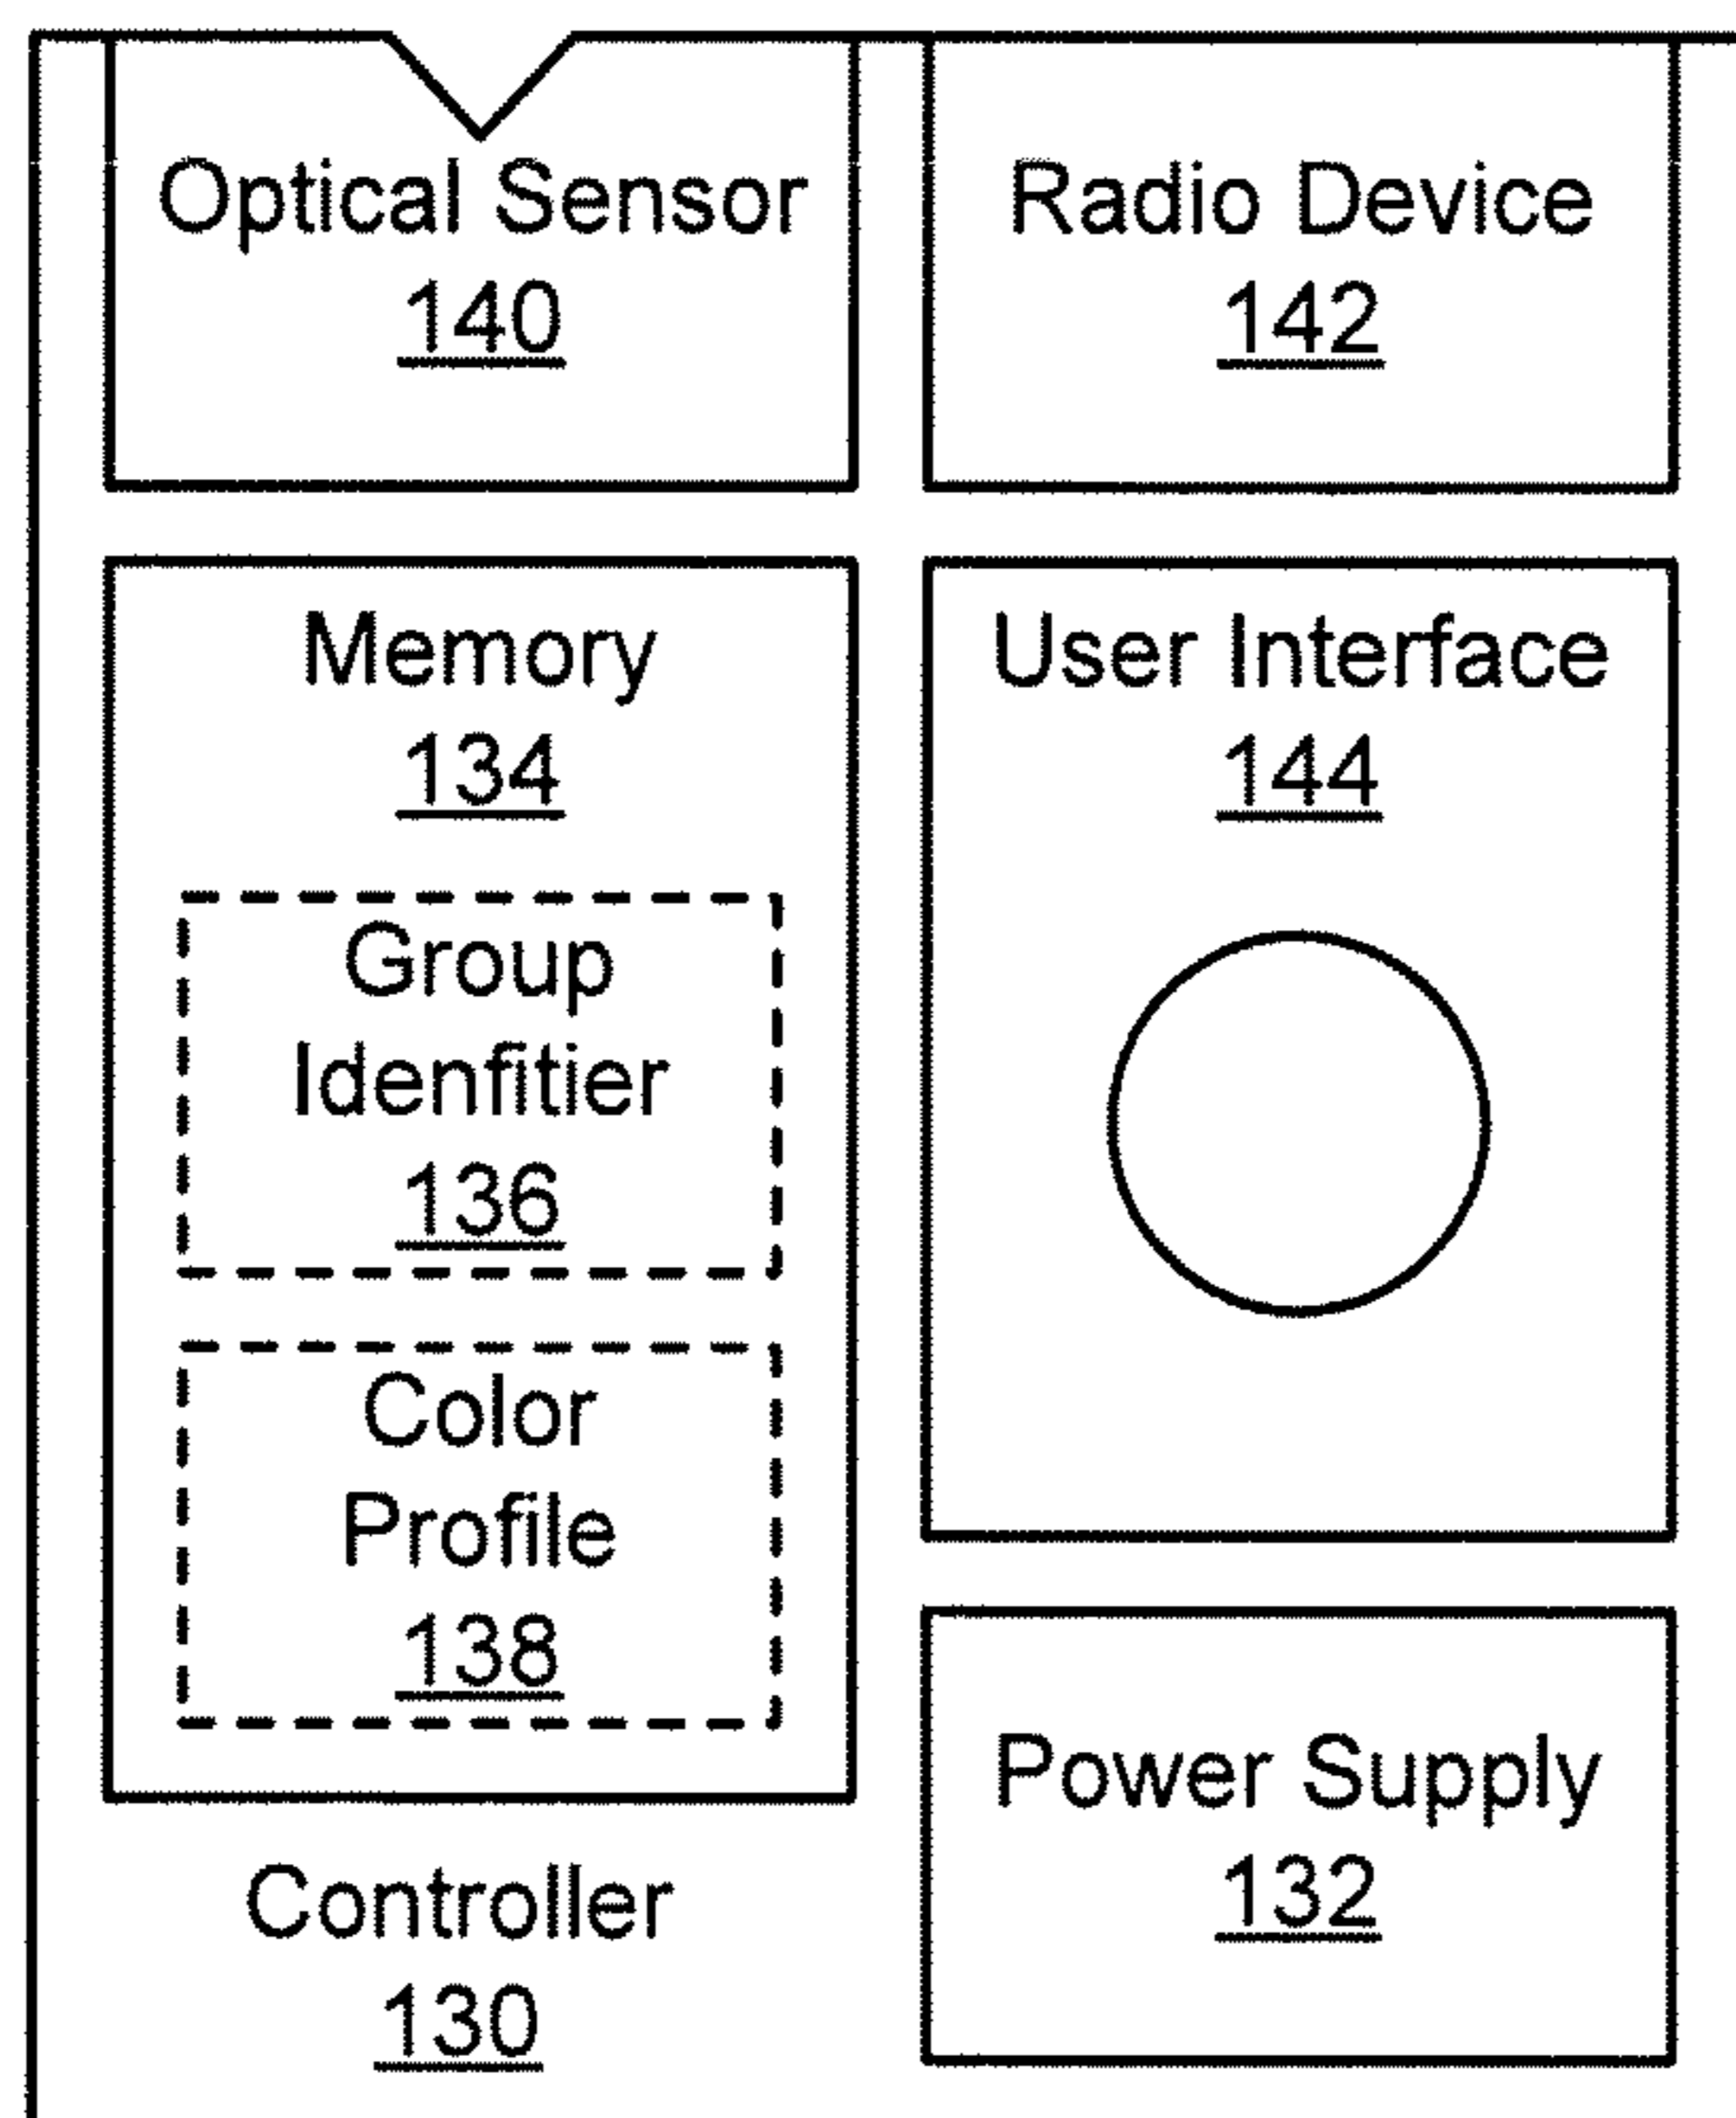 Optical Sensor
140
Radio Device
142
Memory
134
Group
Idenfitier
136
Color
Profile
138
User Interface
144
Power Supply
132
Controller
130